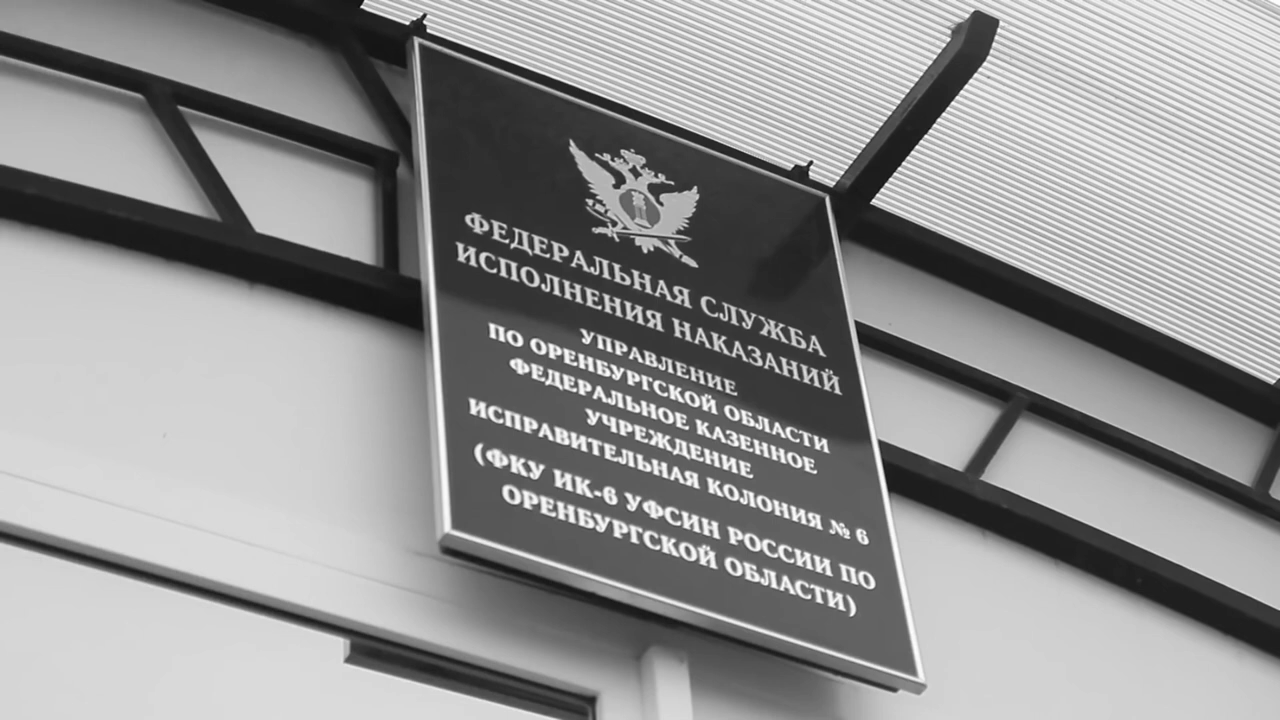 ФЕДЕРАЛЬНАЯ СЛУЖБА
ИСПОЛНЕНИЯ НАКАЗАНИЙ
УПРАВЛЕНИЕ
ПО ОРЕНБУРГСКОЙ ОБЛАСТИ
ФЕДЕРАЛЬНОЕ КАЗЕННОЕ
УЧРЕЖДЕНИЕ
ИСПРАВИТЕЛЬНАЯ КОЛОНИЯ № 6
(ФКУ ИК-6 УФСИН РОССИИ ПО
ОРЕНБУРГСКОЙ ОБЛАСТИ)